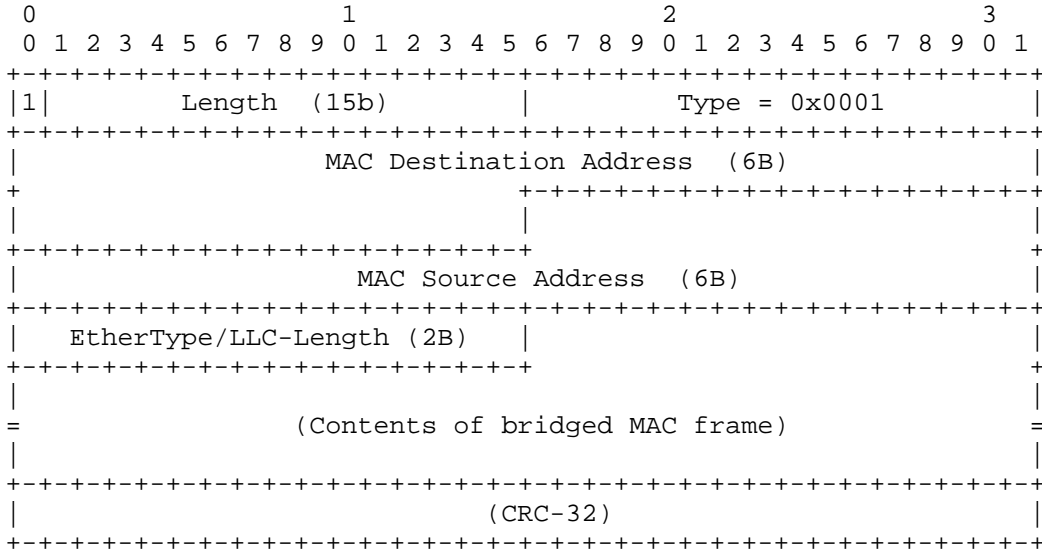 0                   1                   2                   3
 0 1 2 3 4 5 6 7 8 9 0 1 2 3 4 5 6 7 8 9 0 1 2 3 4 5 6 7 8 9 0 1
+-+-+-+-+-+-+-+-+-+-+-+-+-+-+-+-+-+-+-+-+-+-+-+-+-+-+-+-+-+-+-+-+
|1|        Length  (15b)        |         Type = 0x0001         |
+-+-+-+-+-+-+-+-+-+-+-+-+-+-+-+-+-+-+-+-+-+-+-+-+-+-+-+-+-+-+-+-+
|                   MAC Destination Address  (6B)               |
+                               +-+-+-+-+-+-+-+-+-+-+-+-+-+-+-+-+
|                               |                               |
+-+-+-+-+-+-+-+-+-+-+-+-+-+-+-+-+                               +
|                     MAC Source Address  (6B)                  |
+-+-+-+-+-+-+-+-+-+-+-+-+-+-+-+-+-+-+-+-+-+-+-+-+-+-+-+-+-+-+-+-+
|   EtherType/LLC-Length (2B)   |                               |
+-+-+-+-+-+-+-+-+-+-+-+-+-+-+-+-+                               +
|                                                               |
=                 (Contents of bridged MAC frame)               =
|                                                               |
+-+-+-+-+-+-+-+-+-+-+-+-+-+-+-+-+-+-+-+-+-+-+-+-+-+-+-+-+-+-+-+-+
|                             (CRC-32)                          |
+-+-+-+-+-+-+-+-+-+-+-+-+-+-+-+-+-+-+-+-+-+-+-+-+-+-+-+-+-+-+-+-+